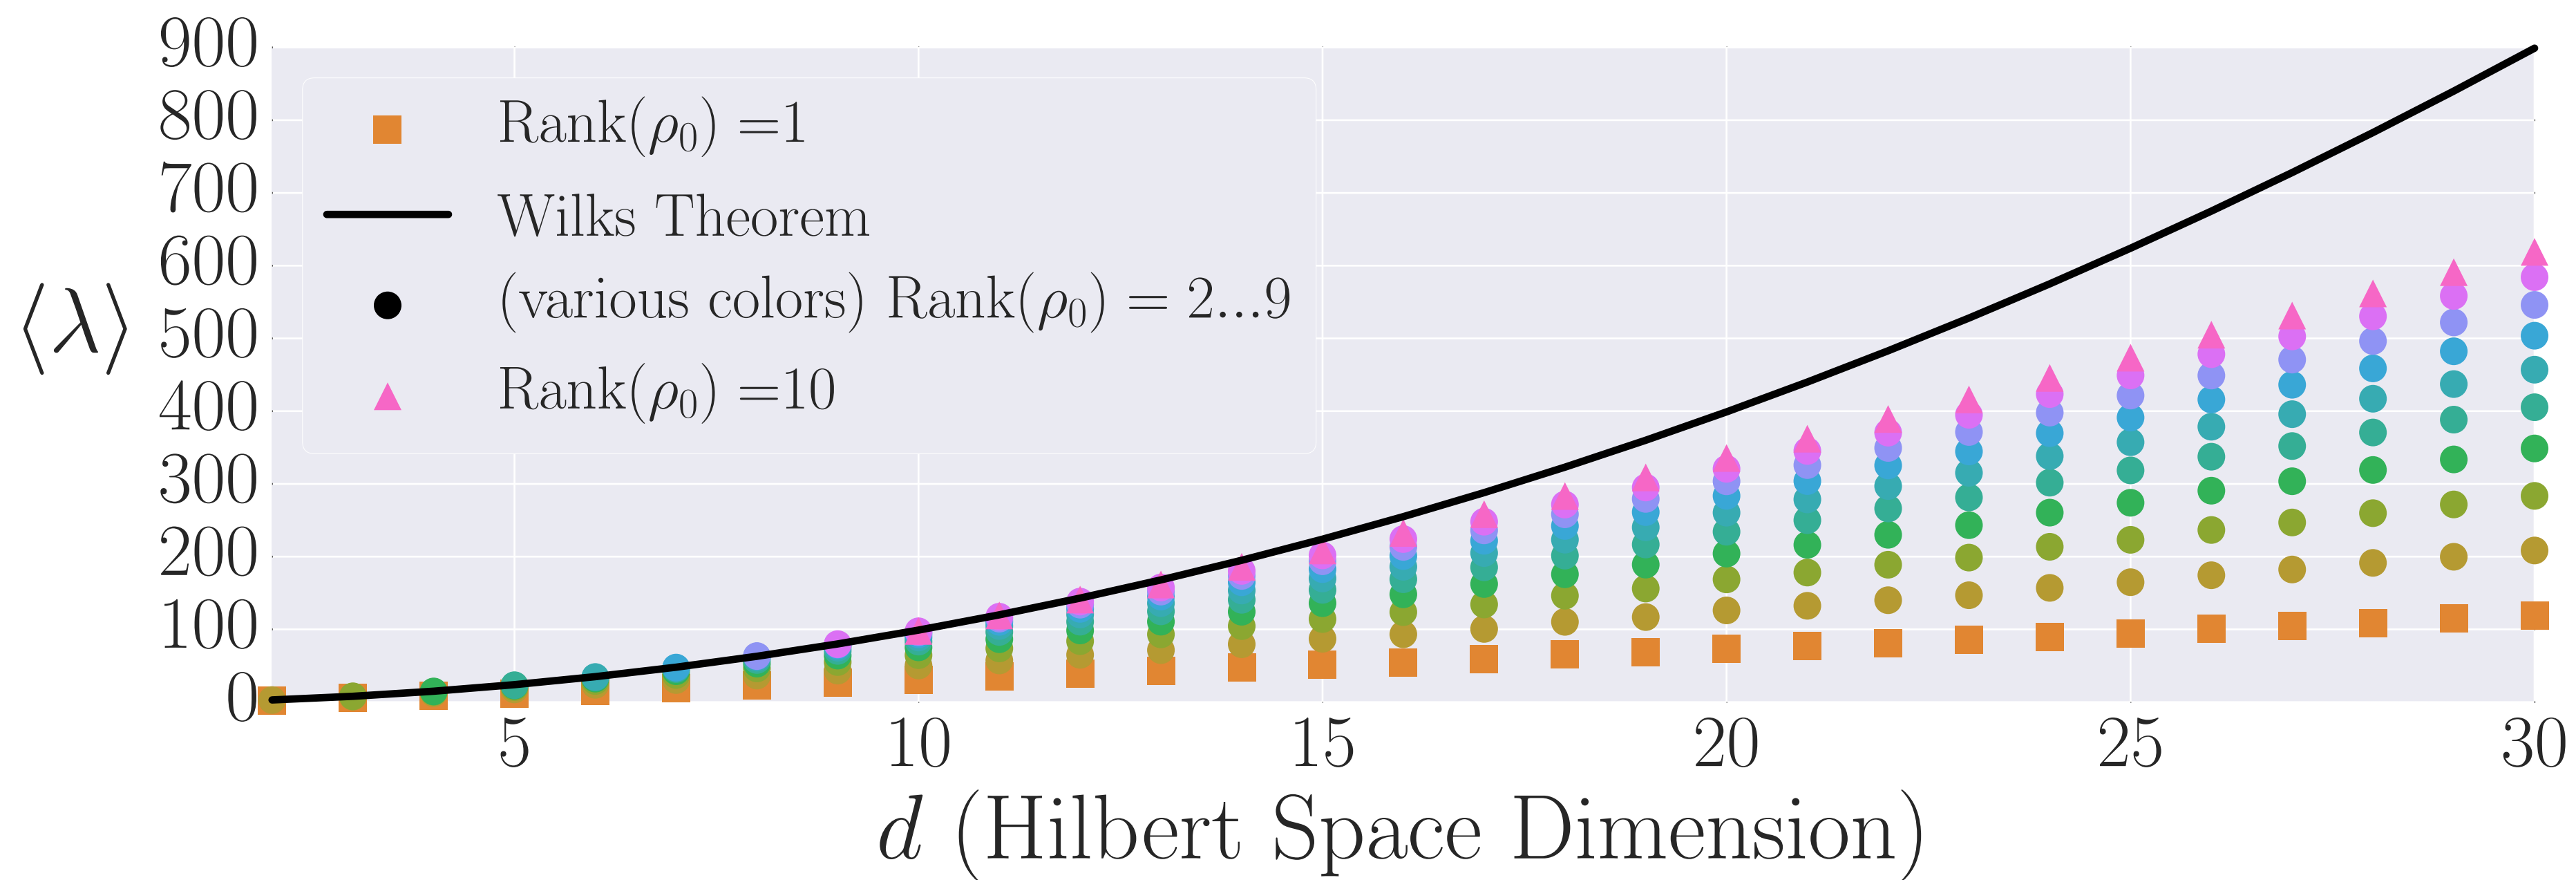 900
800
700
600
500
400
300
200
100
0
⟨λ⟩
Rank(ρ₀) =1
Wilks Theorem
(various colors) Rank(ρ₀) = 2...9
Rank(ρ₀) =10
5 10 15 20 25 30
d (Hilbert Space Dimension)